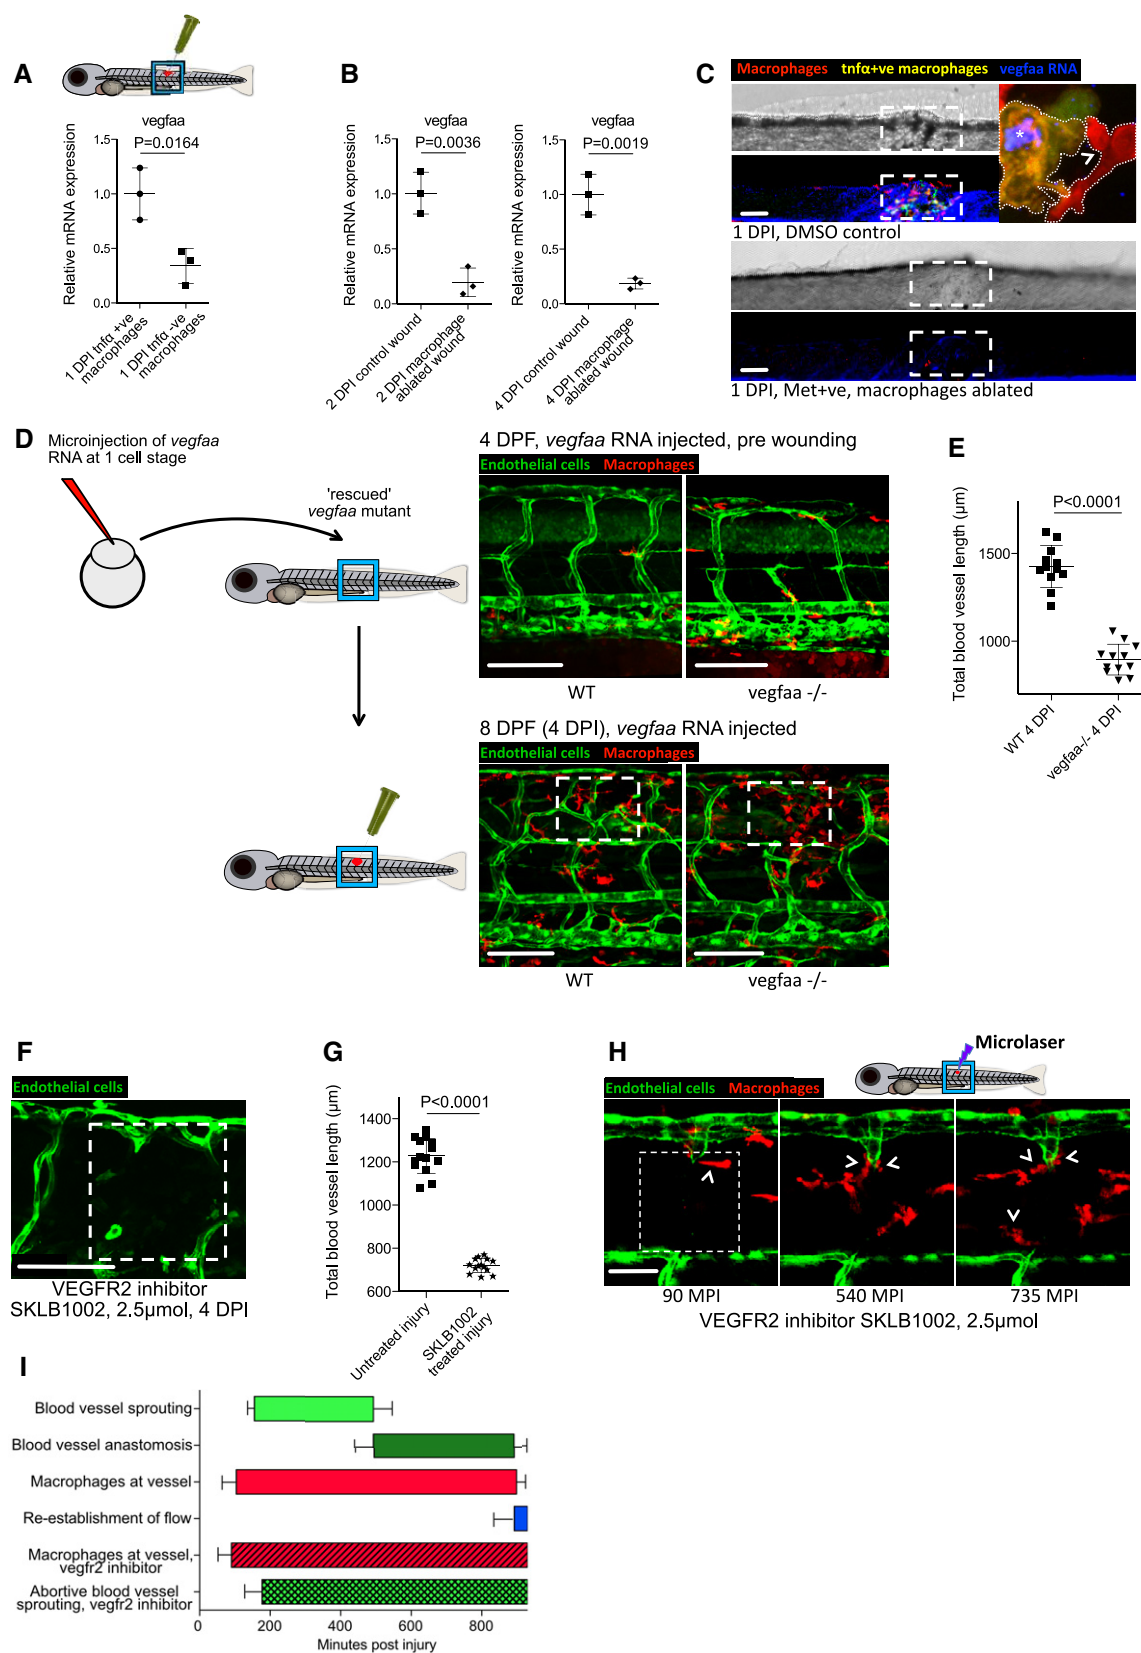 A
vegfaa
P=0.0164
Relative mRNA expression
1.5
1.0
0.5
0.0
1 DPI tnfα +ve
macrophages
1 DPI tnfα -ve
macrophages
B
vegfaa
P=0.0036
Relative mRNA expression
1.5
1.0
0.5
0.0
2 DPI control wound
2 DPI macrophage
ablated wound
vegfaa
P=0.0019
Relative mRNA expression
1.5
1.0
0.5
0.0
4 DPI control wound
4 DPI macrophage
ablated wound
C
Macrophages tnfα+ve macrophages vegfaa RNA
*
1 DPI, DMSO control
1 DPI, Met+ve, macrophages ablated
D
Microinjection of vegfaa
RNA at 1 cell stage
'rescued'
vegfaa mutant
4 DPF, vegfaa RNA injected, pre wounding
Endothelial cells Macrophages
WT vegfaa -/-
8 DPF (4 DPI), vegfaa RNA injected
Endothelial cells Macrophages
WT vegfaa -/-
E
P<0.0001
Total blood vessel length (µm)
1500
1000
WT 4 DPI
vegfaa-/- 4 DPI
F
Endothelial cells
VEGFR2 inhibitor
SKLB1002, 2.5µmol, 4 DPI
G
P<0.0001
Total blood vessel length (µm)
1400
1200
1000
800
600
Untreated injury
SKLB1002
treated injury
H
Microlaser
Endothelial cells Macrophages
90 MPI 540 MPI 735 MPI
VEGFR2 inhibitor SKLB1002, 2.5µmol
I
Blood vessel sprouting
Blood vessel anastomosis
Macrophages at vessel
Re-establishment of flow
Macrophages at vessel,
vegfr2 inhibitor
Abortive blood vessel
sprouting, vegfr2 inhibitor
0 200 400 600 800
Minutes post injury